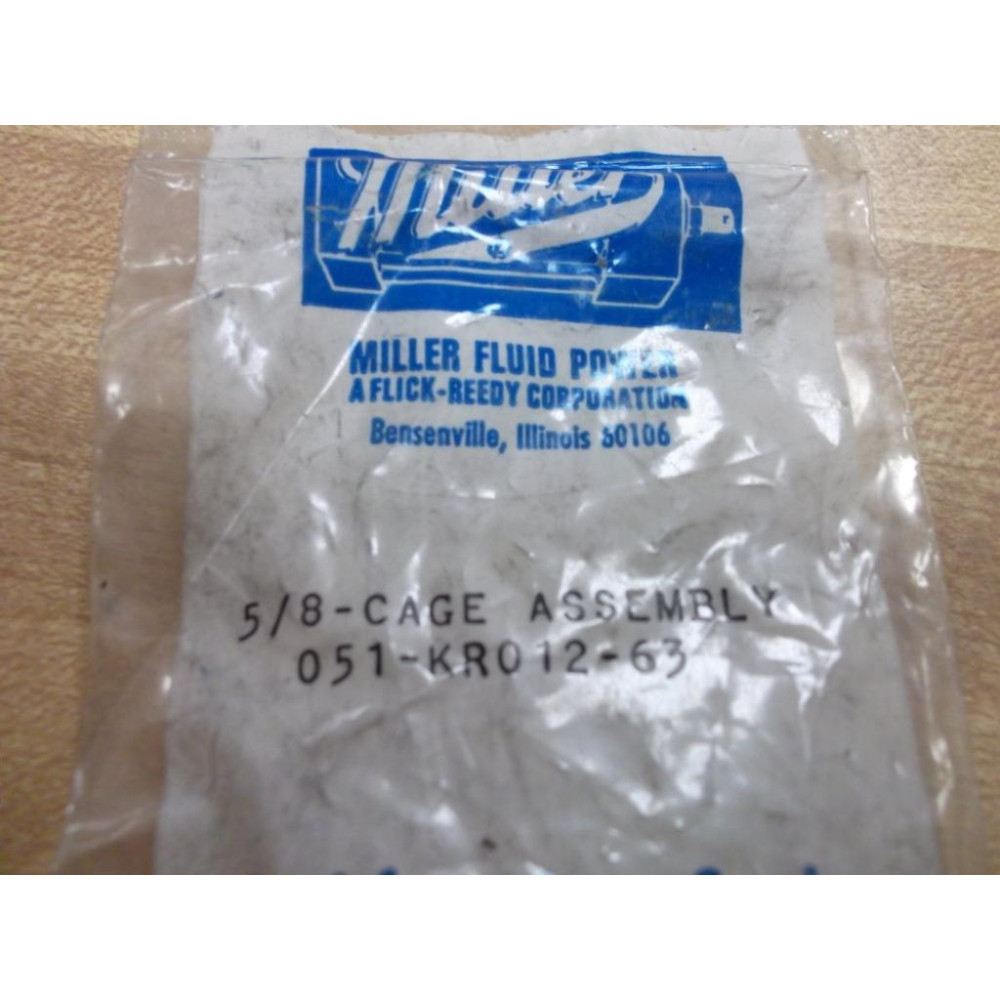 Miller
MILLER FLUID POWER
A FLICK-REEDY CORPORATION
Bensenville, Illinois 60106
5/8-CAGE ASSEMBLY
051-KR012-63